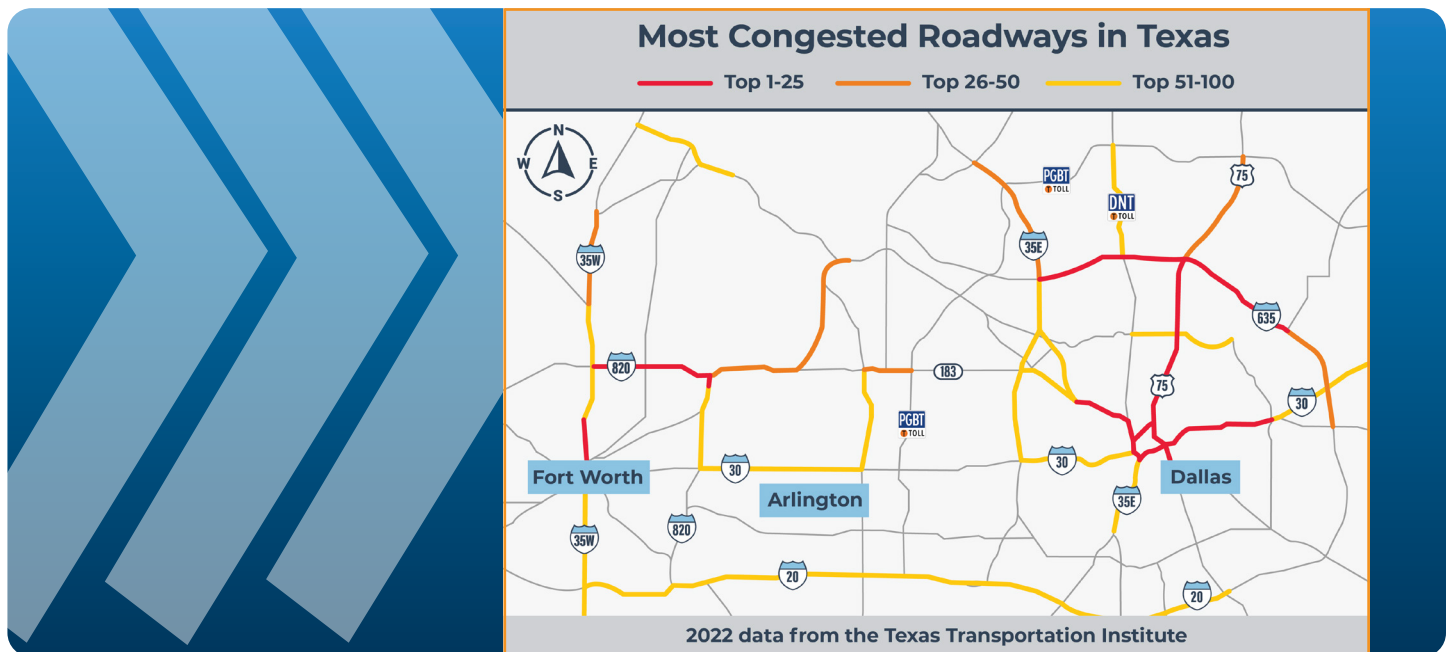 Most Congested Roadways in Texas
Top 1-25 Top 26-50 Top 51-100
N
W E
S
PGBT
TOLL
75
DNT
TOLL
35E
35W
635
820
183
75
30
PGBT
TOLL
30
30
Fort Worth
Dallas
Arlington
35E
820
35W
20
20
2022 data from the Texas Transportation Institute